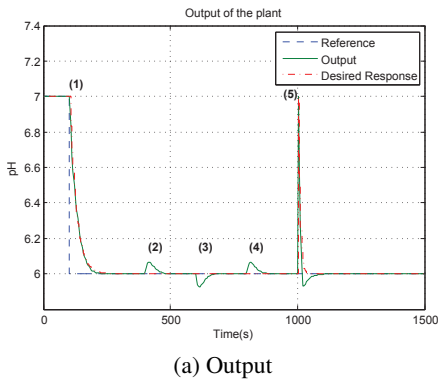 Output of the plant
7.4
7.2
7
6.8
6.6
6.4
6.2
6
pH
Reference
Output
Desired Response
(1)
(2)
(3)
(4)
(5)
0
500
1000
1500
Time(s)
(a) Output